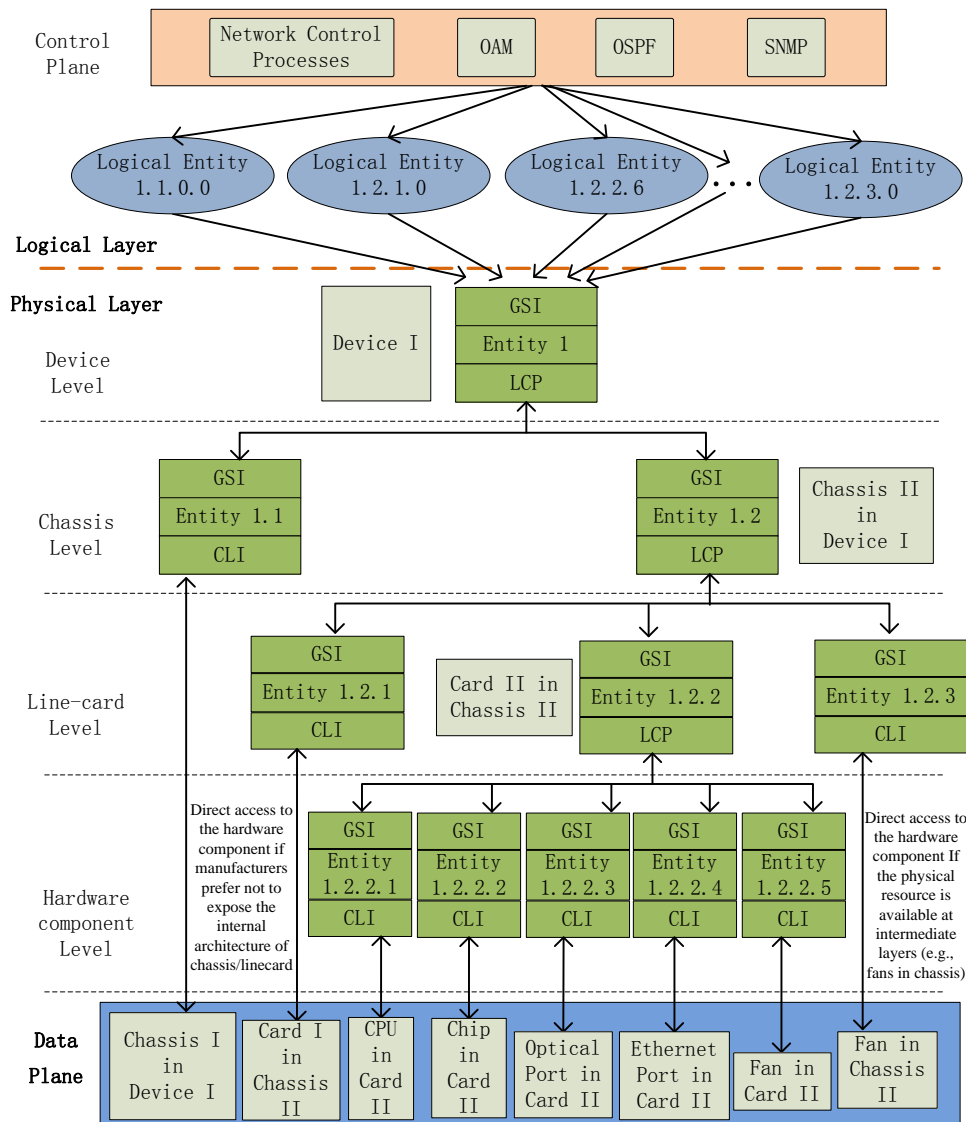 Control
Plane
Network Control
Processes
OAM
OSPF
SNMP
Logical Entity
1.1.0.0
Logical Entity
1.2.1.0
Logical Entity
1.2.2.6
...
Logical Entity
1.2.3.0
Logical Layer
Physical Layer
Device
Level
Device I
GSI
Entity 1
LCP
Chassis
Level
GSI
Entity 1.1
CLI
GSI
Entity 1.2
LCP
Chassis II
in
Device I
Line-card
Level
GSI
Entity 1.2.1
CLI
Card II in
Chassis II
GSI
Entity 1.2.2
LCP
GSI
Entity 1.2.3
CLI
Hardware
component
Level
Direct access to
the hardware
component if
manufacturers
prefer not to
expose the
internal
architecture of
chassis/linecard
GSI
Entity
1.2.2.1
CLI
GSI
Entity
1.2.2.2
CLI
GSI
Entity
1.2.2.3
CLI
GSI
Entity
1.2.2.4
CLI
GSI
Entity
1.2.2.5
CLI
Direct access to
the hardware
component If
the physical
resource is
available at
intermediate
layers (e.g.,
fans in chassis)
Data
Plane
Chassis I
in
Device I
Card I
in
Chassis
II
CPU
in
Card
II
Chip
in
Card
II
Optical
Port in
Card II
Ethernet
Port in
Card II
Fan in
Card II
Fan in
Chassis
II